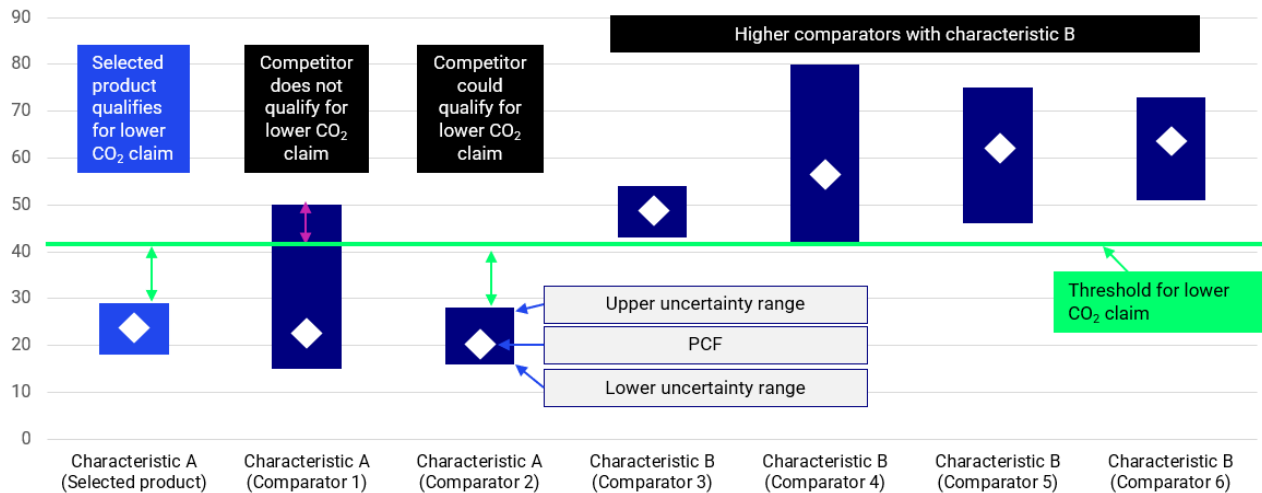 90
80
70
60
50
40
30
20
10
0
Selected
product
qualifies
for lower
CO₂ claim
Competitor
does not
qualify for
lower CO₂
claim
Competitor
could
qualify for
lower CO₂
claim
Higher comparators with characteristic B
Upper uncertainty range
PCF
Lower uncertainty range
Threshold for lower
CO₂ claim
Characteristic A
(Selected product)
Characteristic A
(Comparator 1)
Characteristic A
(Comparator 2)
Characteristic B
(Comparator 3)
Characteristic B
(Comparator 4)
Characteristic B
(Comparator 5)
Characteristic B
(Comparator 6)